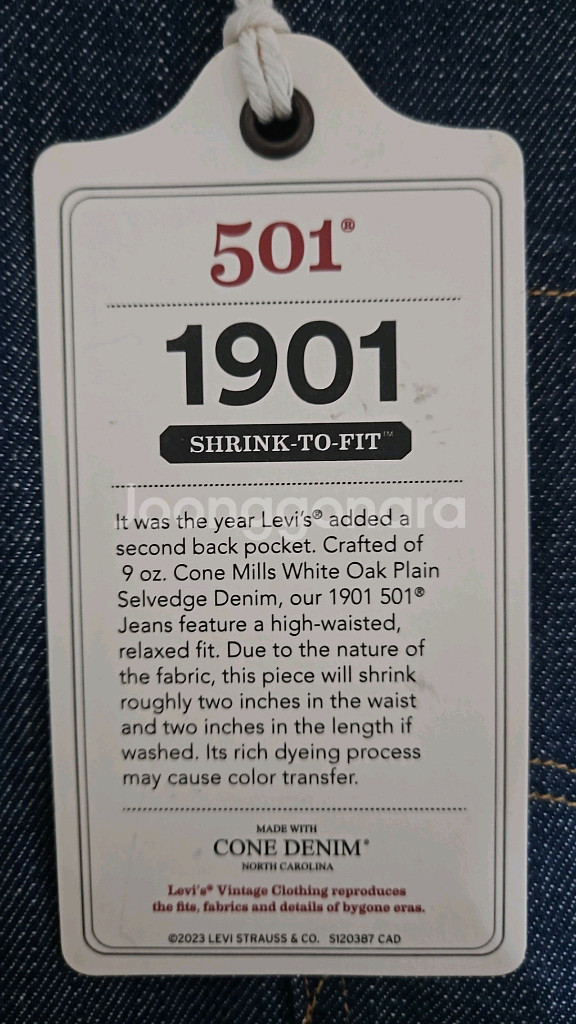 501®
1901
SHRINK-TO-FIT™
Joonggonara
It was the year Levi's® added a
second back pocket. Crafted of
9 oz. Cone Mills White Oak Plain
Selvedge Denim, our 1901 501®
Jeans feature a high-waisted,
relaxed fit. Due to the nature of
the fabric, this piece will shrink
roughly two inches in the waist
and two inches in the length if
washed. Its rich dyeing process
may cause color transfer.
MADE WITH
CONE DENIM®
NORTH CAROLINA
Levi's® Vintage Clothing reproduces
the fits, fabrics and details of bygone eras.
©2023 LEVI STRAUSS & CO. S120387 CAD